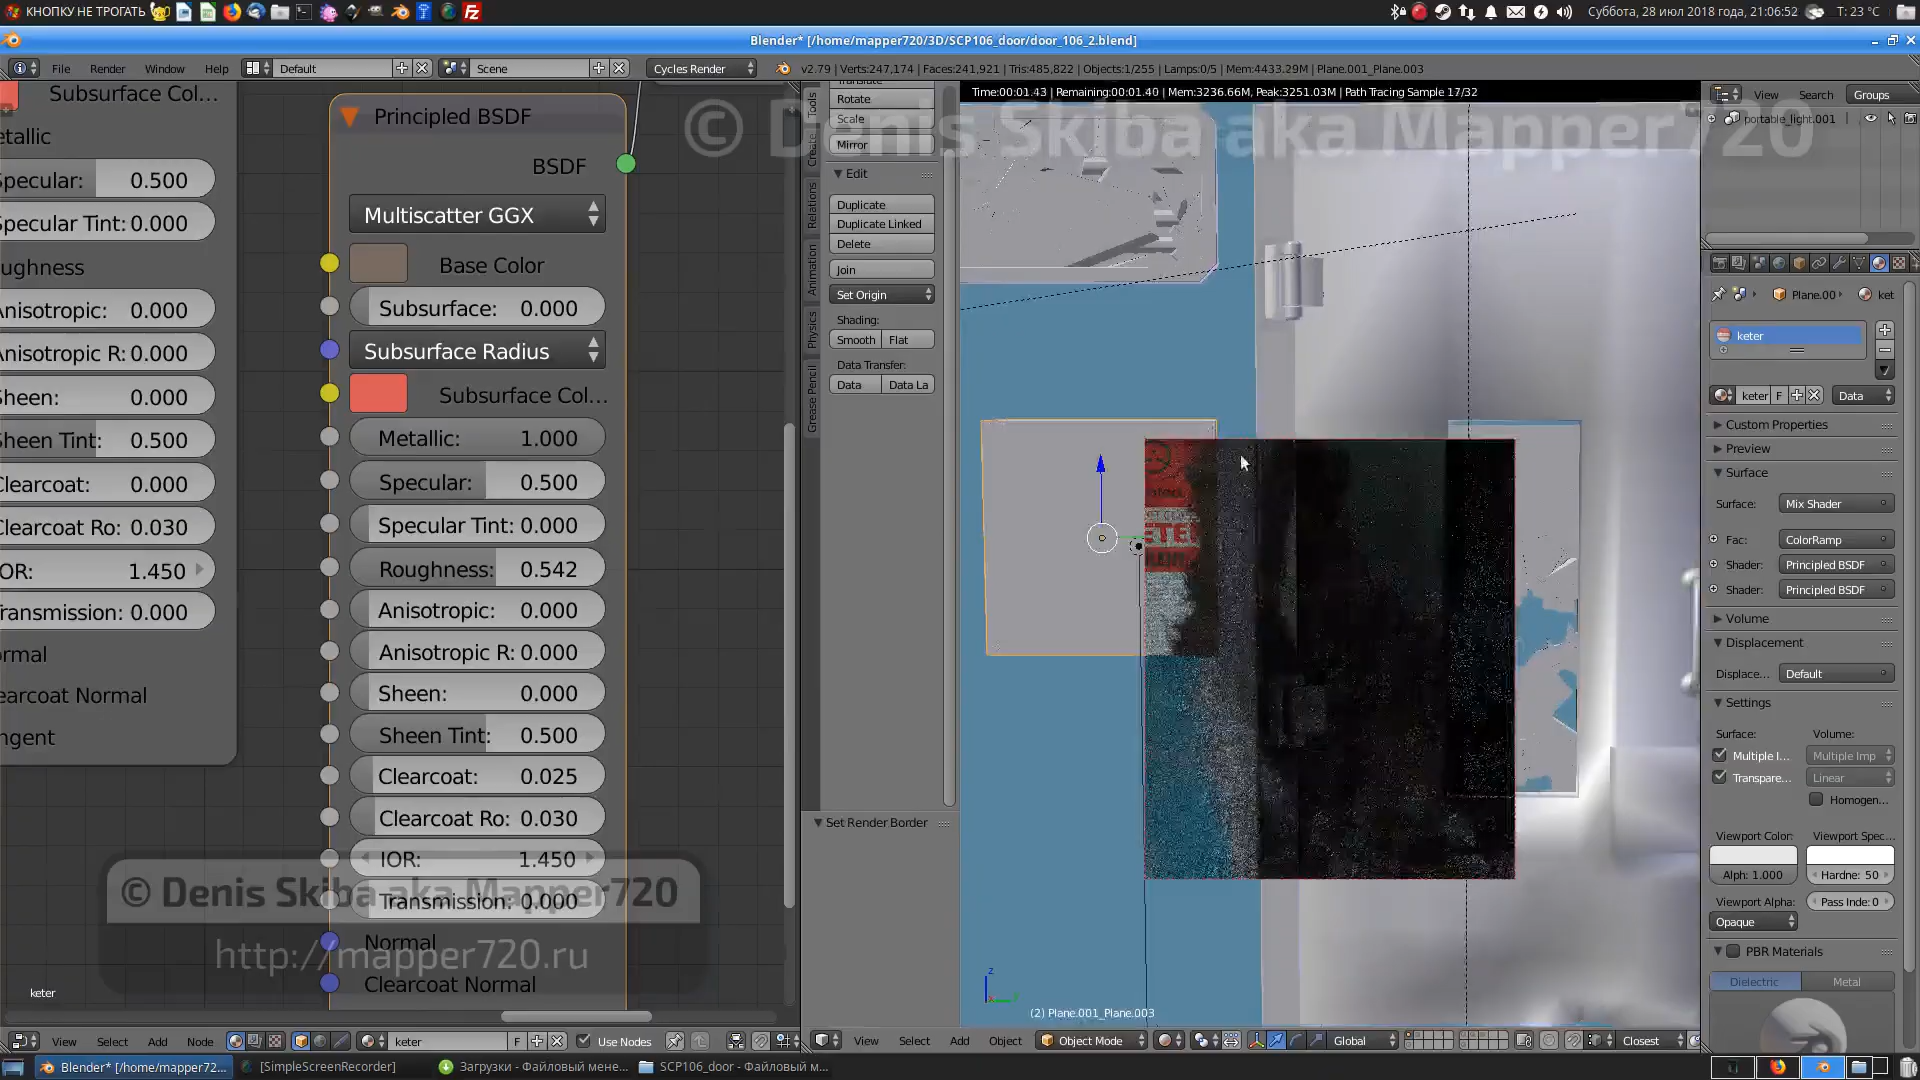 КНОПКУ НЕ ТРОГАТЬ
Суббота, 28 июл 2018 года, 21:06:52
T: 23 °C
Blender* [/home/mapper720/3D/SCP106_door/door_106_2.blend]
File Render Window Help
Default
Scene
Cycles Render
v2.79 | Verts:247,174 | Faces:241,921 | Tris:485,822 | Objects:1/255 | Lamps:0/5 | Mem:4433.29M | Plane.001_Plane.003
Time:00:01.43 | Remaining:00:01.40 | Mem:3236.66M, Peak:3251.03M | Path Tracing Sample 17/32
© Denis Skiba aka Mapper720
Subsurface Col...
etallic
Specular: 0.500
Specular Tint: 0.000
ughness
Anisotropic: 0.000
Anisotropic R: 0.000
Sheen: 0.000
Sheen Tint: 0.500
Clearcoat: 0.000
Clearcoat Ro: 0.030
IOR: 1.450
Transmission: 0.000
ormal
earcoat Normal
ngent
Principled BSDF
BSDF
Multiscatter GGX
Base Color
Subsurface: 0.000
Subsurface Radius
Subsurface Col...
Metallic: 1.000
Specular: 0.500
Specular Tint: 0.000
Roughness: 0.542
Anisotropic: 0.000
Anisotropic R: 0.000
Sheen: 0.000
Sheen Tint: 0.500
Clearcoat: 0.025
Clearcoat Ro: 0.030
IOR: 1.450
Transmission: 0.000
Normal
Clearcoat Normal
© Denis Skiba aka Mapper720
http://mapper720.ru
keter
Tools
Create
Relations
Animation
Physics
Grease Pencil
Translate
Rotate
Scale
Mirror
Edit
Duplicate
Duplicate Linked
Delete
Join
Set Origin
Shading:
Smooth Flat
Data Transfer:
Data Data La
Set Render Border
ETE
(2) Plane.001_Plane.003
View Search Groups
portable_light.001
Plane.00 ket
keter
keter F Data
Custom Properties
Preview
Surface
Surface: Mix Shader
Fac: ColorRamp
Shader: Principled BSDF
Shader: Principled BSDF
Volume
Displacement
Displace... Default
Settings
Surface: Volume:
Multiple I... Multiple Imp
Transpare... Linear
Homogen...
Viewport Color: Viewport Spec...
Alph: 1.000 Hardne: 50
Viewport Alpha: Pass Inde: 0
Opaque
PBR Materials
Dielectric Metal
View Select Add Node
keter F Use Nodes
View Select Add Object
Object Mode
Global
Closest
Blender* [/home/mapper72...
[SimpleScreenRecorder]
Загрузки - Файловый мене...
SCP106_door - Файловый м...